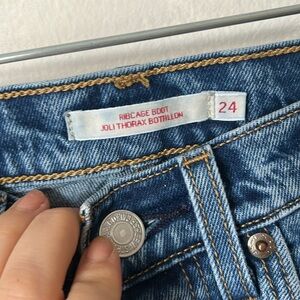 RIBCAGE BOOT
JOLI THORAX BOTILLON
24